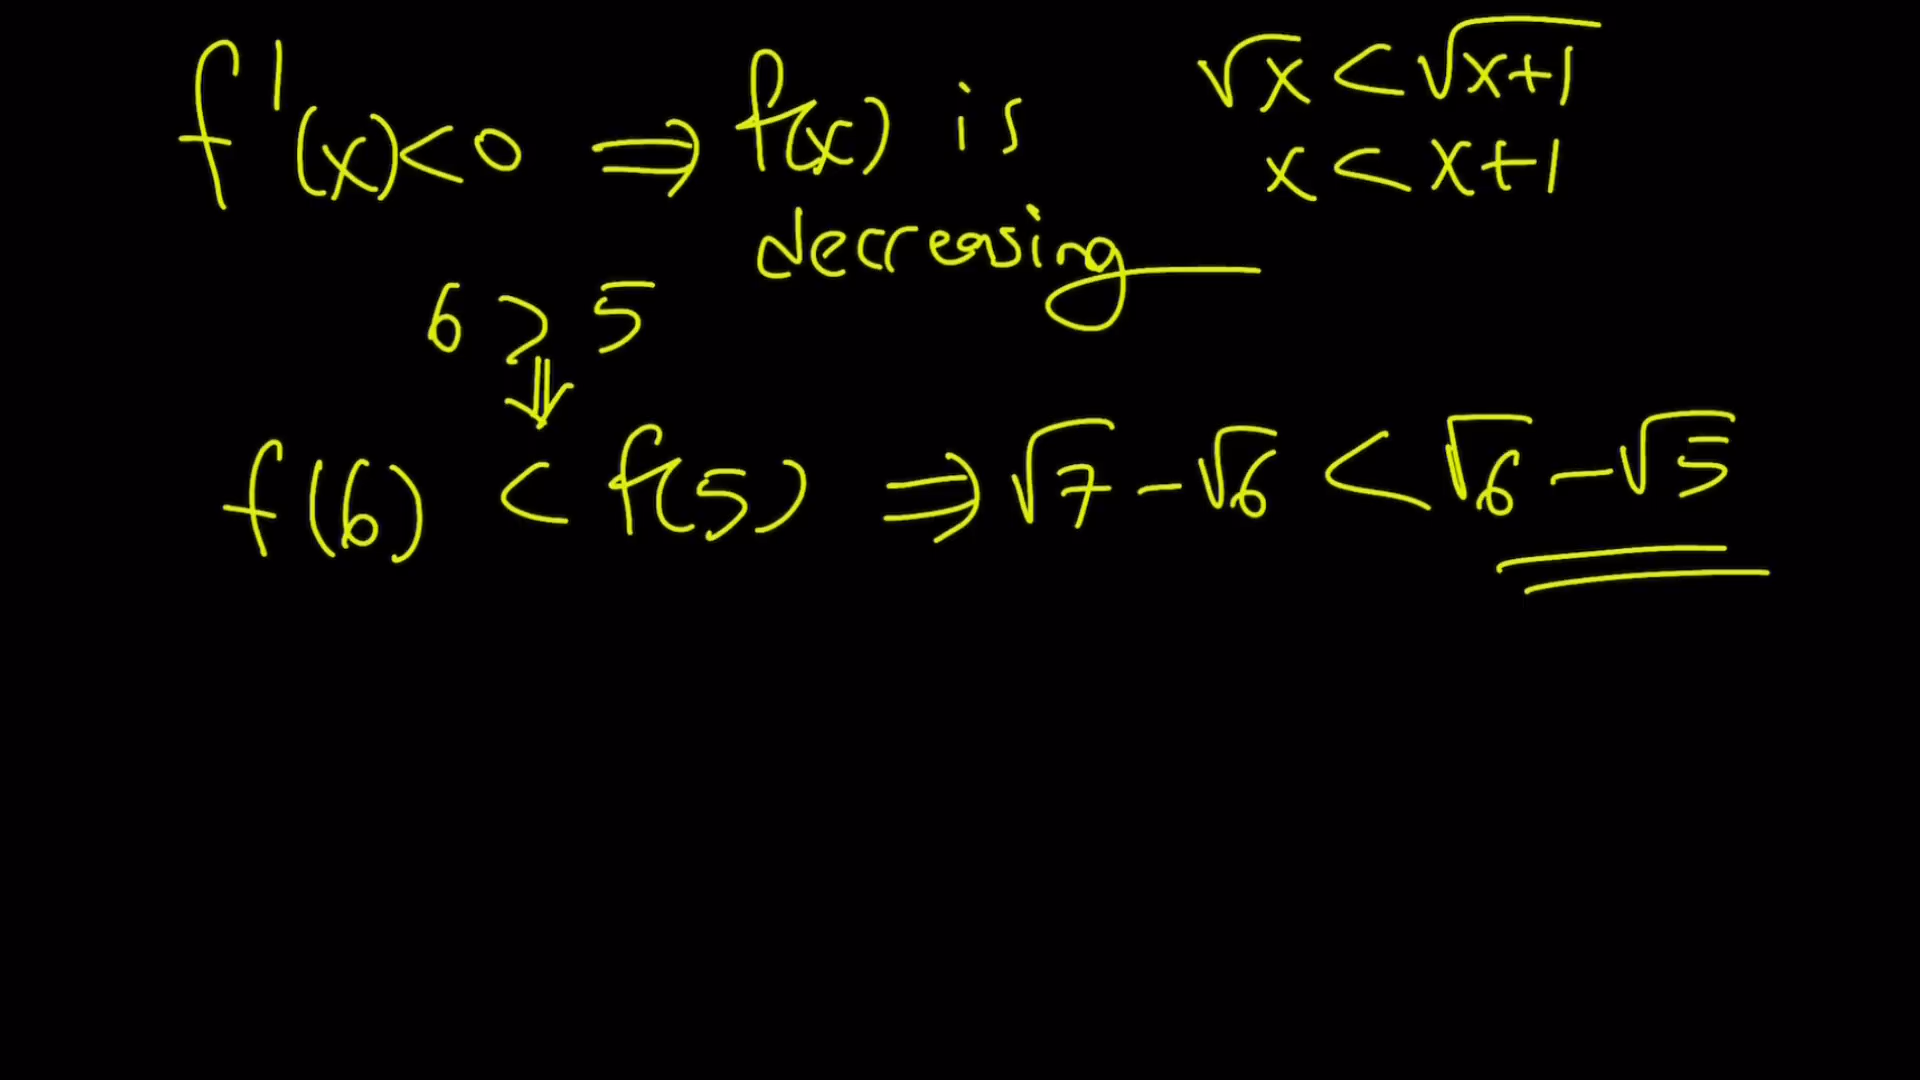 f'(x)<0 ⇒ f(x) is
decreasing
√x<√x+1
x<x+1
6>5
⇓
f(6) < f(5) ⇒ √7-√6 < √6-√5